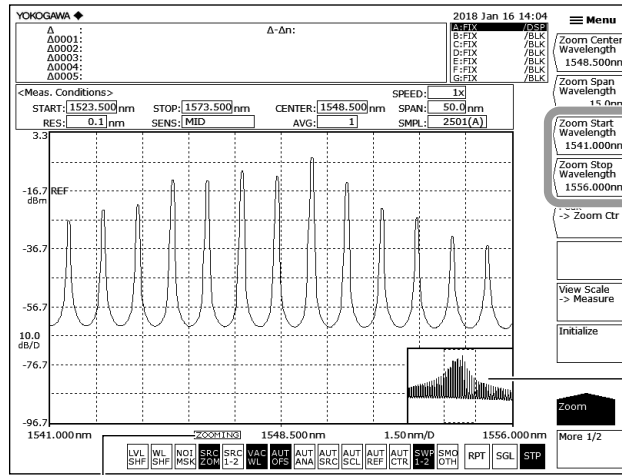 YOKOGAWA ◆
2018 Jan 16 14:04
Δ :
Δ0001:
Δ0002:
Δ0003:
Δ0004:
Δ0005:
Δ-Δn:
A:FIX /DSP
B:FIX /BLK
C:FIX /BLK
D:FIX /BLK
E:FIX /BLK
F:FIX /BLK
G:FIX /BLK
<Meas. Conditions>
SPEED: 1x
START: 1523.500 nm STOP: 1573.500 nm CENTER: 1548.500 nm SPAN: 50.0 nm
RES: 0.1 nm SENS: MID AVG: 1 SMPL: 2501(A)
3.3
-16.7 REF
dBm
-36.7
-56.7
10.0
dB/D
-76.7
-96.7
1541.000nm ZOOMING 1548.500nm 1.50nm/D 1556.000nm
LVL SHF
WL SHF
NOI MSK
SRC ZOM
SRC 1-2
VAC WL
AUT OFS
AUT ANA
AUT SRC
AUT SCL
AUT REF
AUT CTR
SWP 1-2
SMO OTH
RPT
SGL
STP
Menu
Zoom Center
Wavelength
1548.500nm
Zoom Span
Wavelength
15.0nm
Zoom Start
Wavelength
1541.000nm
Zoom Stop
Wavelength
1556.000nm
-> Zoom Ctr
View Scale
-> Measure
Initialize
Zoom
More 1/2